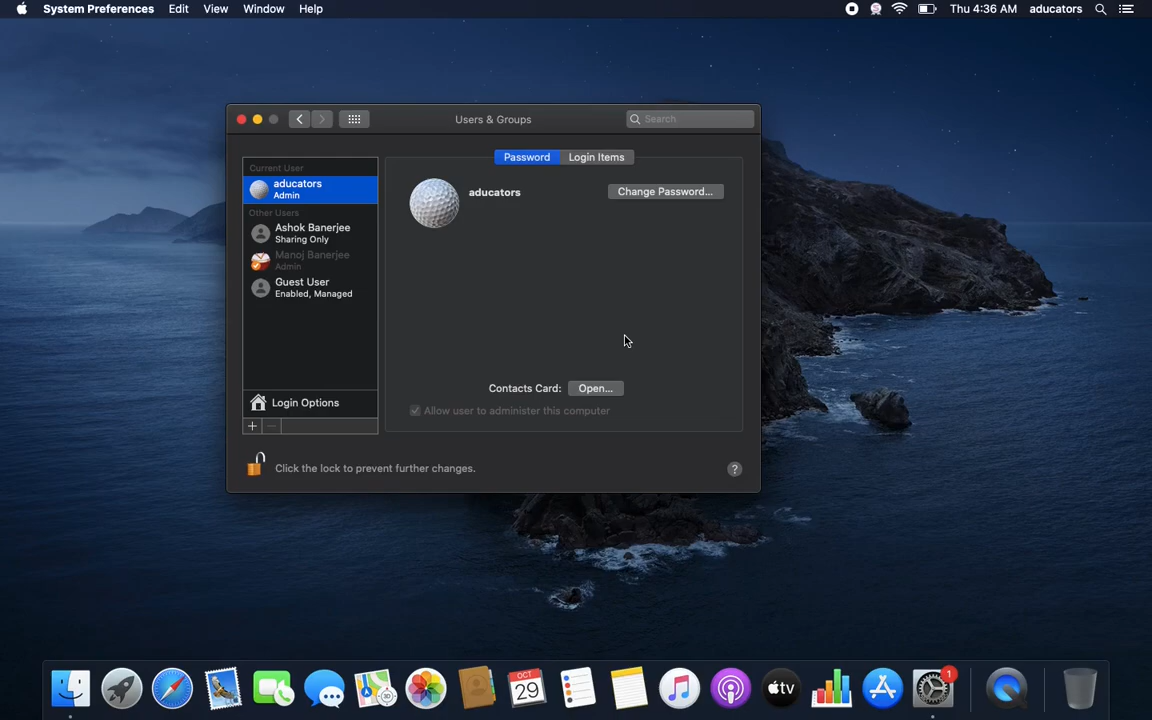 System Preferences Edit View Window Help
Thu 4:36 AM aducators
Users & Groups
Search
Password Login Items
Current User
aducators
Admin
Other Users
Ashok Banerjee
Sharing Only
Manoj Banerjee
Admin
Guest User
Enabled, Managed
Login Options
+ −
aducators
Change Password...
Contacts Card: Open...
Allow user to administer this computer
Click the lock to prevent further changes.
?
OCT
29
tv
1